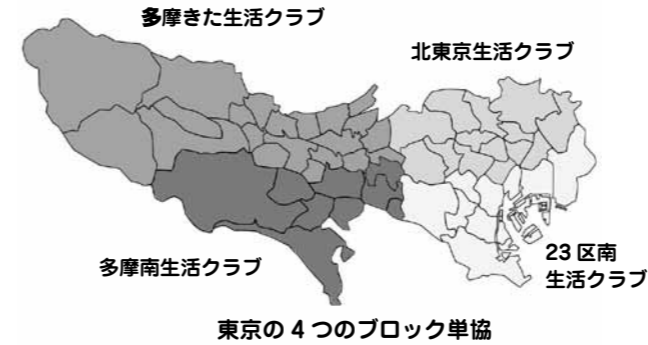 多摩きた生活クラブ
北東京生活クラブ
多摩南生活クラブ
23 区南
生活クラブ
東京の 4 つのブロック単協